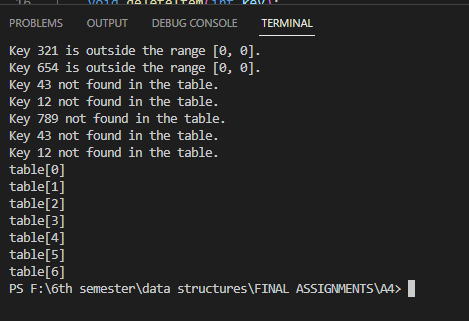 16 void deleteItem(int key);
PROBLEMS OUTPUT DEBUG CONSOLE TERMINAL
Key 321 is outside the range [0, 0].
Key 654 is outside the range [0, 0].
Key 43 not found in the table.
Key 12 not found in the table.
Key 789 not found in the table.
Key 43 not found in the table.
Key 12 not found in the table.
table[0]
table[1]
table[2]
table[3]
table[4]
table[5]
table[6]
PS F:\6th semester\data structures\FINAL ASSIGNMENTS\A4>